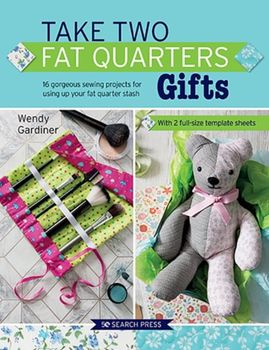 TAKE TWO
FAT QUARTERS
16 gorgeous sewing projects for
using up your fat quarter stash
Gifts
Wendy
Gardiner
With 2 full-size template sheets
SEARCH PRESS